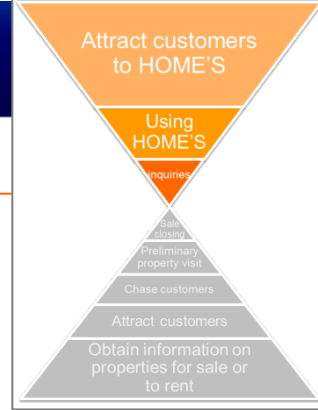 Attract customers
to HOME'S
Using
HOME'S
inquiries
Sale
closing
Preliminary
property visit
Chase customers
Attract customers
Obtain information on
properties for sale or
to rent